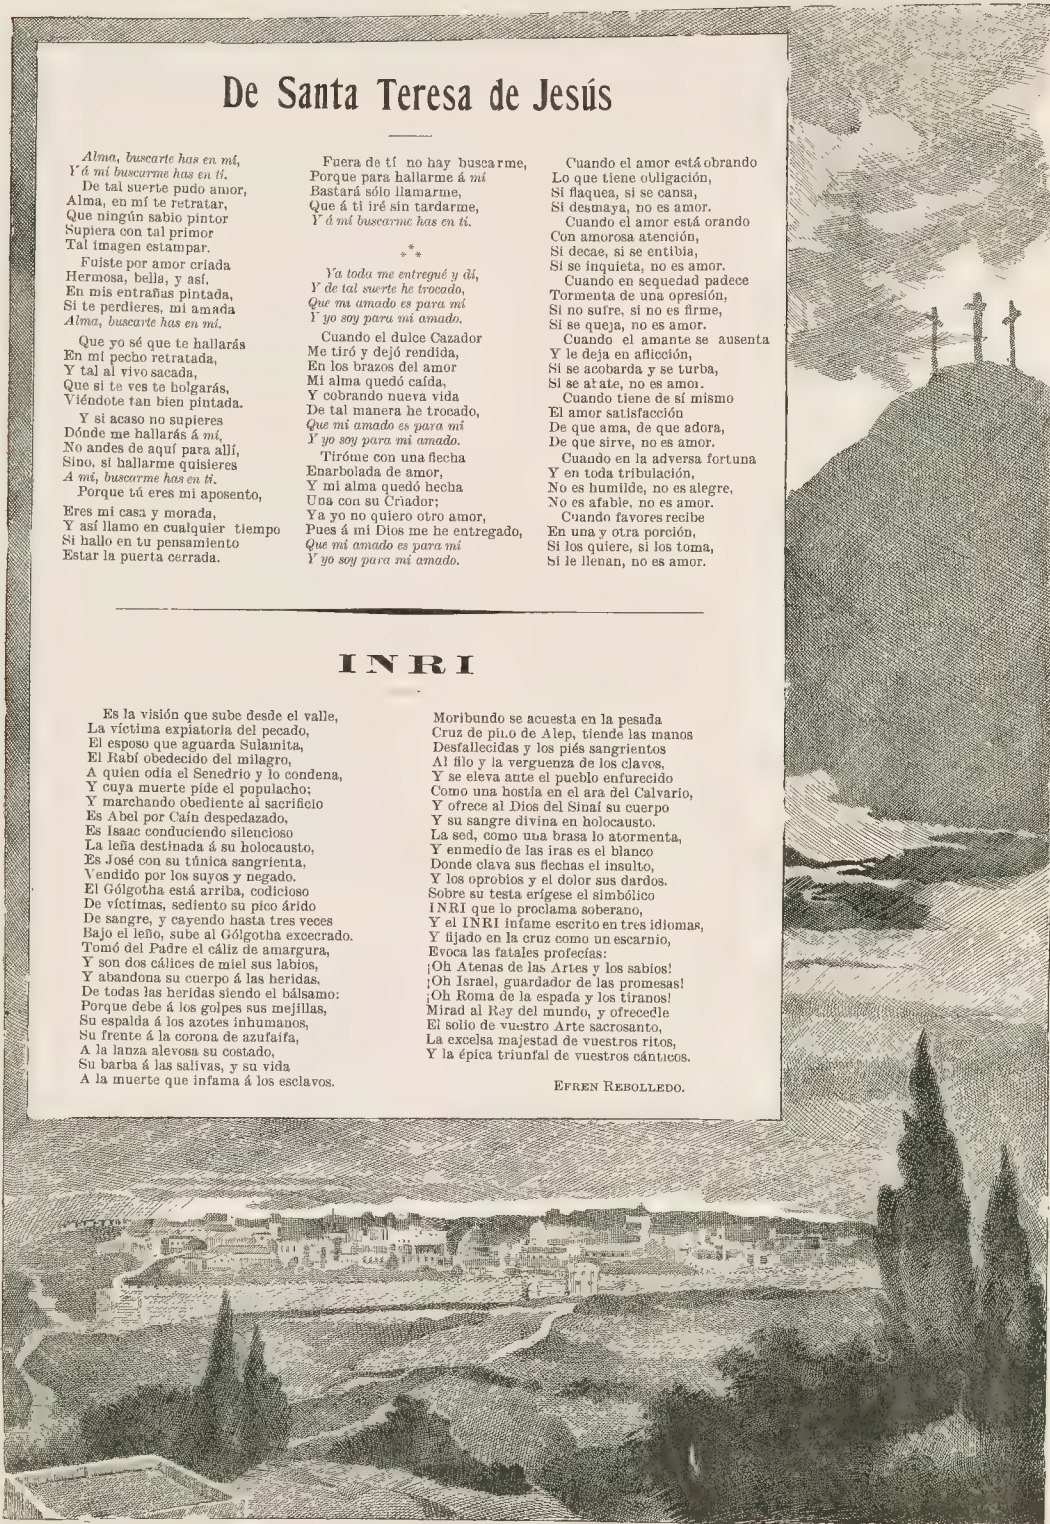 De Santa Teresa de Jesús
Alma, buscarte has en mí,
Y á mi buscarme has en tí.
De tal suerte pudo amor,
Alma, en mí te retratar,
Que ningún sabio pintor
Supiera con tal primor
Tal imagen estampar.
Fuiste por amor criada
Hermosa, bella, y así,
En mis entrañas pintada,
Si te perdieres, mi amada
Alma, buscarte has en mí.
Que yo sé que te hallarás
En mi pecho retratada,
Y tal al vivo sacada,
Que si te ves te holgarás,
Viéndote tan bien pintada.
Y si acaso no supieres
Dónde me hallarás á mí,
No andes de aquí para allí,
Sino, si hallarme quisieres
A mi, buscarme has en ti.
Porque tú eres mi aposento,
Eres mi casa y morada,
Y así llamo en cualquier tiempo
Si hallo en tu pensamiento
Estar la puerta cerrada.
Fuera de tí no hay buscarme,
Porque para hallarme á mi
Bastará sólo llamarme,
Que á ti iré sin tardarme,
Y á mí buscarme has en ti.
***
Ya toda me entregué y dí,
Y de tal suerte he trocado,
Que mi amado es para mí
Y yo soy para mi amado.
Cuando el dulce Cazador
Me tiró y dejó rendida,
En los brazos del amor
Mi alma quedó caída,
Y cobrando nueva vida
De tal manera he trocado,
Que mi amado es para mí
Y yo soy para mi amado.
Tiróme con una flecha
Enarbolada de amor,
Y mi alma quedó hecha
Una con su Criador;
Ya yo no quiero otro amor,
Pues á mi Dios me he entregado,
Que mi amado es para mí
Y yo soy para mi amado.
Cuando el amor está obrando
Lo que tiene obligación,
Si flaquea, si se cansa,
Si desmaya, no es amor.
Cuando el amor está orando
Con amorosa atención,
Si decae, si se entibia,
Si se inquieta, no es amor.
Cuando en sequedad padece
Tormenta de una opresión,
Si no sufre, si no es firme,
Si se queja, no es amor.
Cuando el amante se ausenta
Y le deja en aflicción,
Si se acobarda y se turba,
Si se abate, no es amor.
Cuando tiene de sí mismo
El amor satisfacción
De que ama, de que adora,
De que sirve, no es amor.
Cuando en la adversa fortuna
Y en toda tribulación,
No es humilde, no es alegre,
No es afable, no es amor.
Cuando favores recibe
En una y otra porción,
Si los quiere, si los toma,
Si le llenan, no es amor.
INRI
Es la visión que sube desde el valle,
La víctima expiatoria del pecado,
El esposo que aguarda Sulamita,
El Rabí obedecido del milagro,
A quien odia el Senedrio y lo condena,
Y cuya muerte pide el populacho;
Y marchando obediente al sacrificio
Es Abel por Caín despedazado,
Es Isaac conduciendo silencioso
La leña destinada á su holocausto,
Es José con su túnica sangrienta,
Vendido por los suyos y negado.
El Gólgotha está arriba, codicioso
De víctimas, sediento su pico árido
De sangre, y cayendo hasta tres veces
Bajo el leño, sube al Gólgotha excecrado.
Tomó del Padre el cáliz de amargura,
Y son dos cálices de miel sus labios,
Y abandona su cuerpo á las heridas,
De todas las heridas siendo el bálsamo:
Porque debe á los golpes sus mejillas,
Su espalda á los azotes inhumanos,
Su frente á la corona de azufaifa,
A la lanza alevosa su costado,
Su barba á las salivas, y su vida
A la muerte que infama á los esclavos.
Moribundo se acuesta en la pesada
Cruz de pino de Alep, tiende las manos
Desfallecidas y los piés sangrientos
Al filo y la verguenza de los clavos,
Y se eleva ante el pueblo enfurecido
Como una hostia en el ara del Calvario,
Y ofrece al Dios del Sinaí su cuerpo
Y su sangre divina en holocausto.
La sed, como una brasa lo atormenta,
Y enmedio de las iras es el blanco
Donde clava sus flechas el insulto,
Y los oprobios y el dolor sus dardos.
Sobre su testa erígese el simbólico
INRI que lo proclama soberano,
Y el INRI infame escrito en tres idiomas,
Y fijado en la cruz como un escarnio,
Evoca las fatales profecías:
¡Oh Atenas de las Artes y los sabios!
¡Oh Israel, guardador de las promesas!
¡Oh Roma de la espada y los tiranos!
Mirad al Rey del mundo, y ofrecedle
El solio de vuestro Arte sacrosanto,
La excelsa majestad de vuestros ritos,
Y la épica triunfal de vuestros cánticos.
EFREN REBOLLEDO.